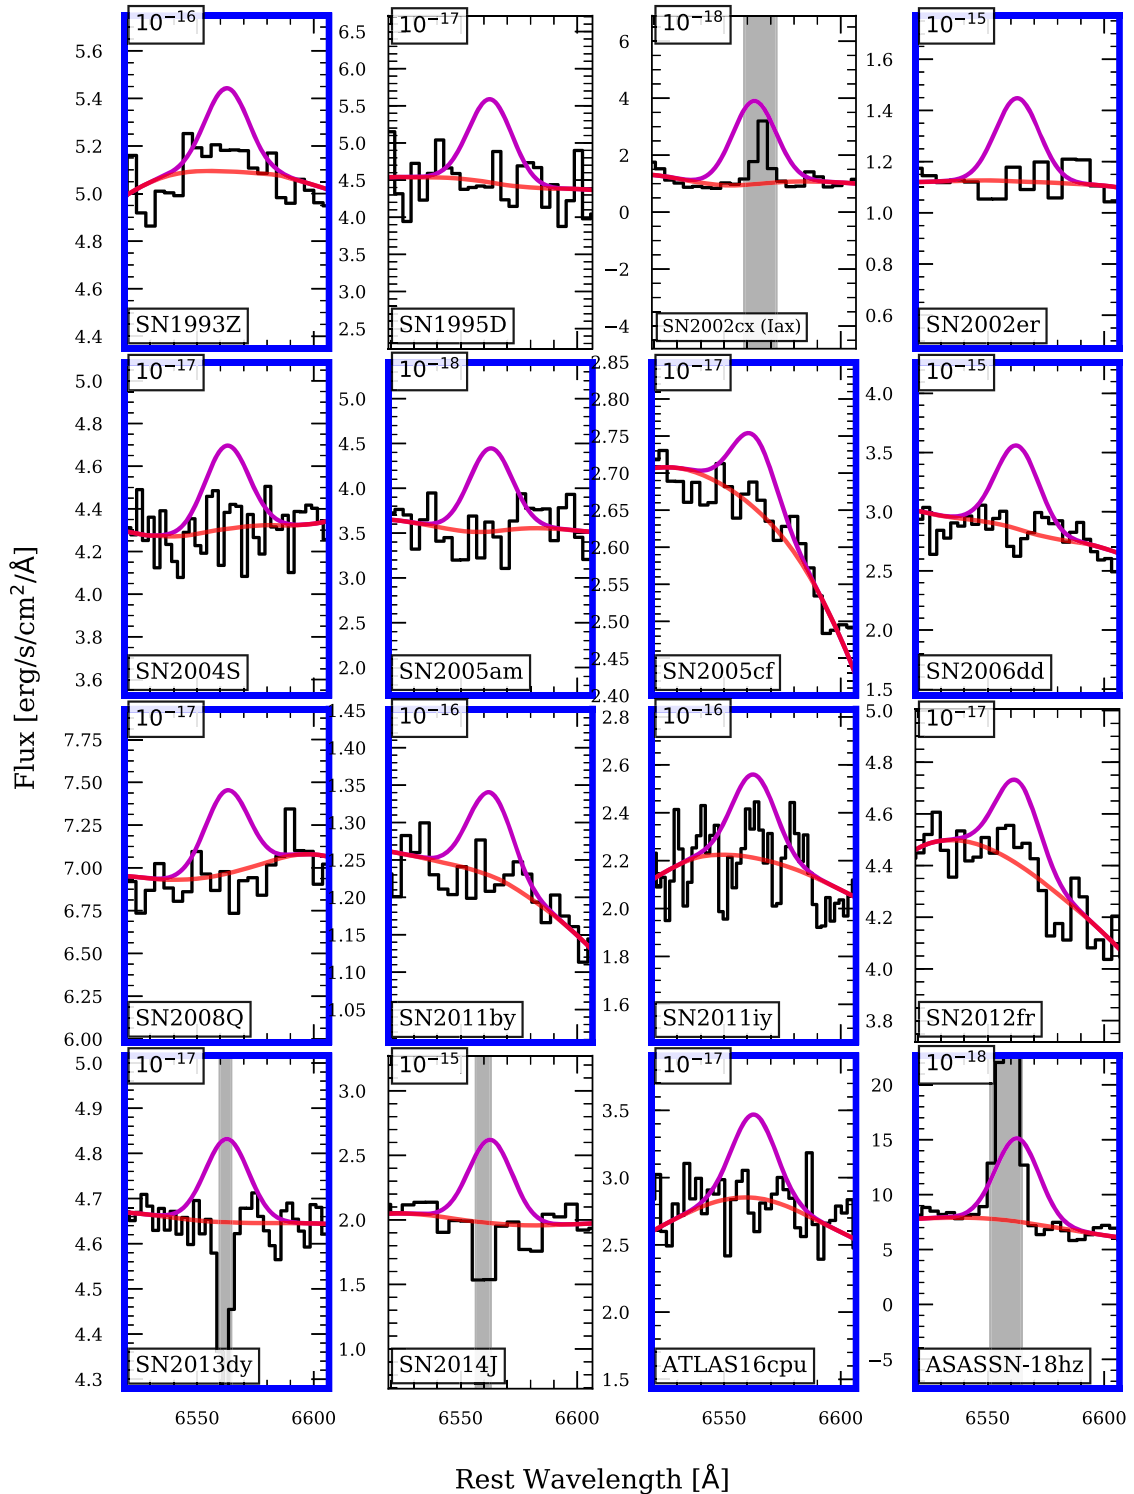 10⁻¹⁶ 10⁻¹⁷ 10⁻¹⁸ 10⁻¹⁵
5.6 5.4 5.2 5.0 4.8 4.6 4.4
6.5 6.0 5.5 5.0 4.5 4.0 3.5 3.0 2.5
6 4 2 0 −2 −4
1.6 1.4 1.2 1.0 0.8 0.6
SN1993Z SN1995D SN2002cx (Iax) SN2002er
10⁻¹⁷ 10⁻¹⁸ 10⁻¹⁷ 10⁻¹⁵
5.0 4.8 4.6 4.4 4.2 4.0 3.8 3.6
5.0 4.5 4.0 3.5 3.0 2.5 2.0
2.85 2.80 2.75 2.70 2.65 2.60 2.55 2.50 2.45 2.40
4.0 3.5 3.0 2.5 2.0 1.5
SN2004S SN2005am SN2005cf SN2006dd
Flux [erg/s/cm²/Å]
10⁻¹⁷ 10⁻¹⁶ 10⁻¹⁶ 10⁻¹⁷
7.75 7.50 7.25 7.00 6.75 6.50 6.25 6.00
1.45 1.40 1.35 1.30 1.25 1.20 1.15 1.10 1.05
2.8 2.6 2.4 2.2 2.0 1.8 1.6
5.0 4.8 4.6 4.4 4.2 4.0 3.8
SN2008Q SN2011by SN2011iy SN2012fr
10⁻¹⁷ 10⁻¹⁵ 10⁻¹⁷ 10⁻¹⁸
5.0 4.9 4.8 4.7 4.6 4.5 4.4 4.3
3.0 2.5 2.0 1.5 1.0
3.5 3.0 2.5 2.0 1.5
20 15 10 5 0 −5
SN2013dy SN2014J ATLAS16cpu ASASSN-18hz
6550 6600 6550 6600 6550 6600 6550 6600
Rest Wavelength [Å]